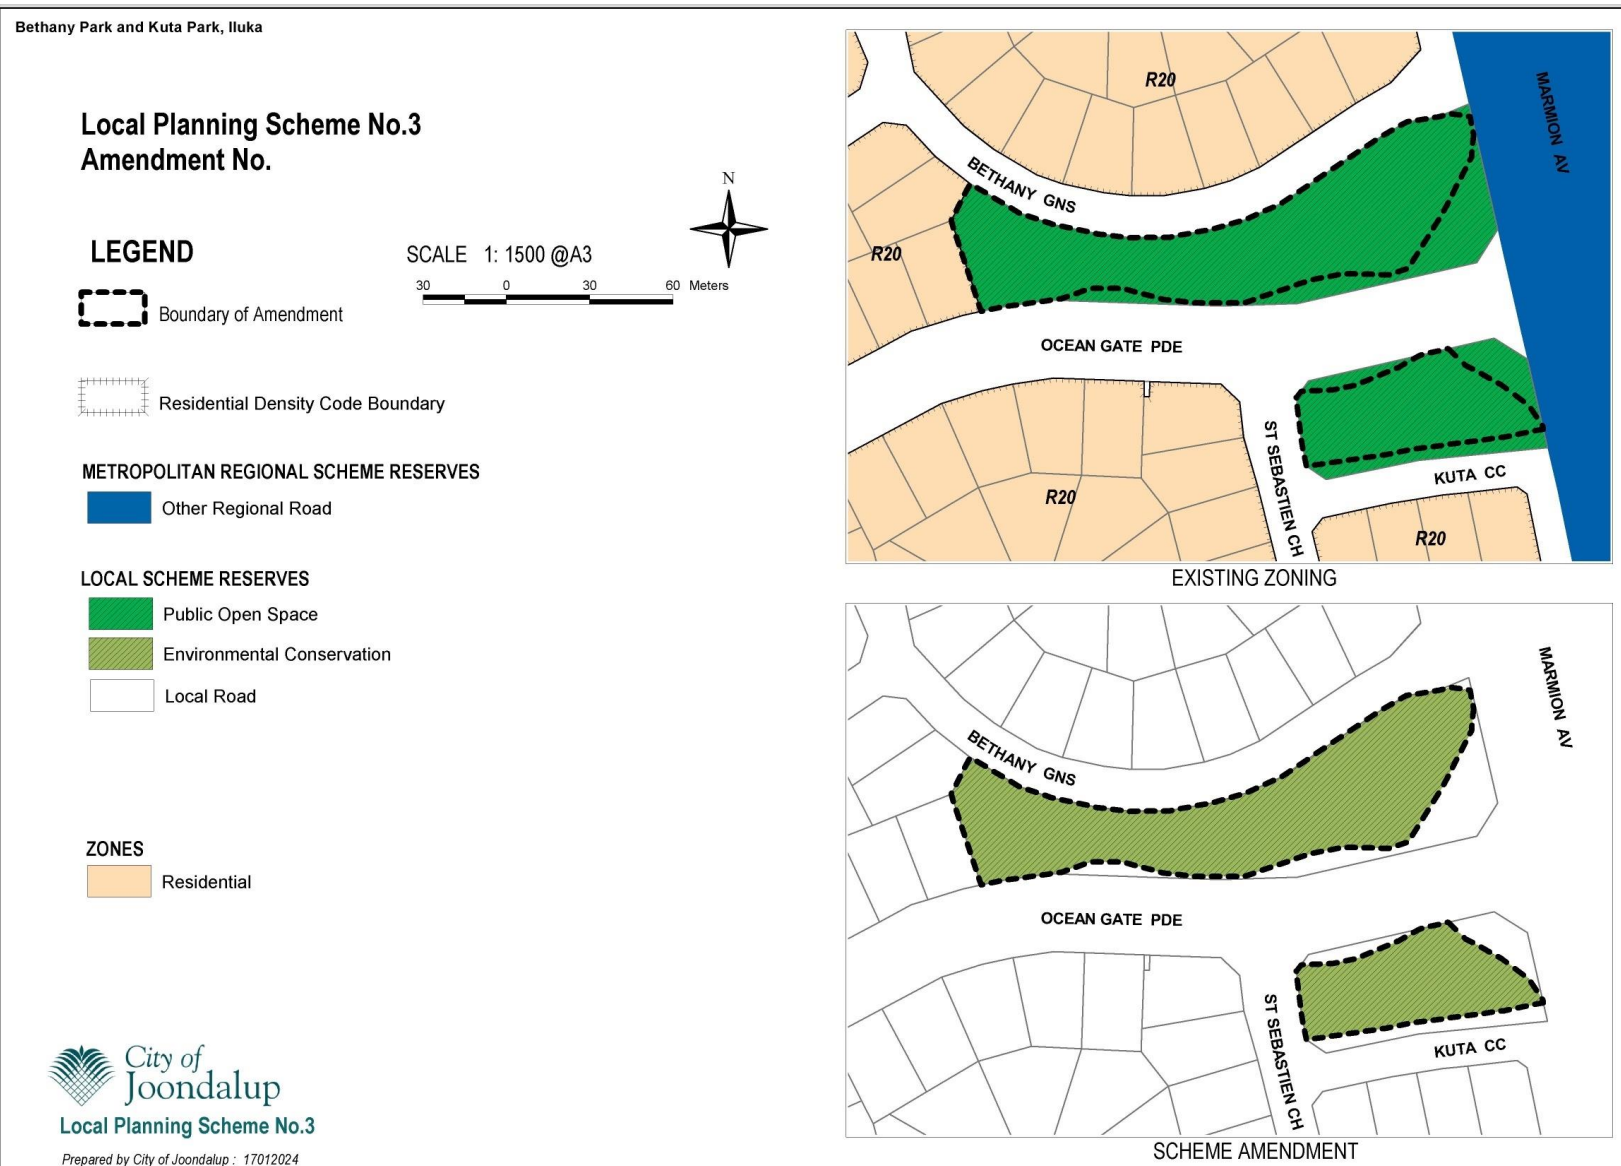 Bethany Park and Kuta Park, Iluka
Local Planning Scheme No.3
Amendment No.
N
LEGEND
SCALE 1: 1500 @A3
30 0 30 60 Meters
Boundary of Amendment
Residential Density Code Boundary
METROPOLITAN REGIONAL SCHEME RESERVES
Other Regional Road
LOCAL SCHEME RESERVES
Public Open Space
Environmental Conservation
Local Road
ZONES
Residential
City of
Joondalup
Local Planning Scheme No.3
Prepared by City of Joondalup : 17012024
R20
MARMION AV
BETHANY GNS
R20
OCEAN GATE PDE
ST SEBASTIEN CH
KUTA CC
R20
R20
EXISTING ZONING
MARMION AV
BETHANY GNS
OCEAN GATE PDE
ST SEBASTIEN CH
KUTA CC
SCHEME AMENDMENT